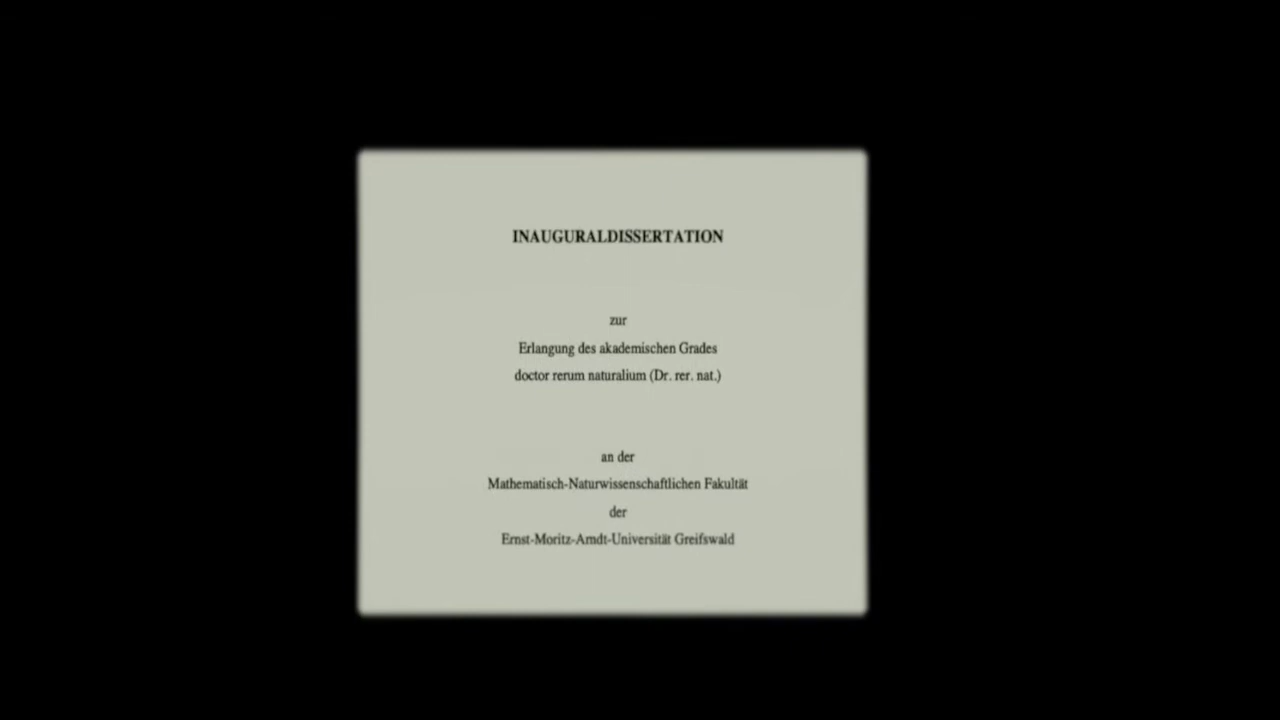 INAUGURALDISSERTATION
zur
Erlangung des akademischen Grades
doctor rerum naturalium (Dr. rer. nat.)
an der
Mathematisch-Naturwissenschaftlichen Fakultät
der
Ernst-Moritz-Arndt-Universität Greifswald